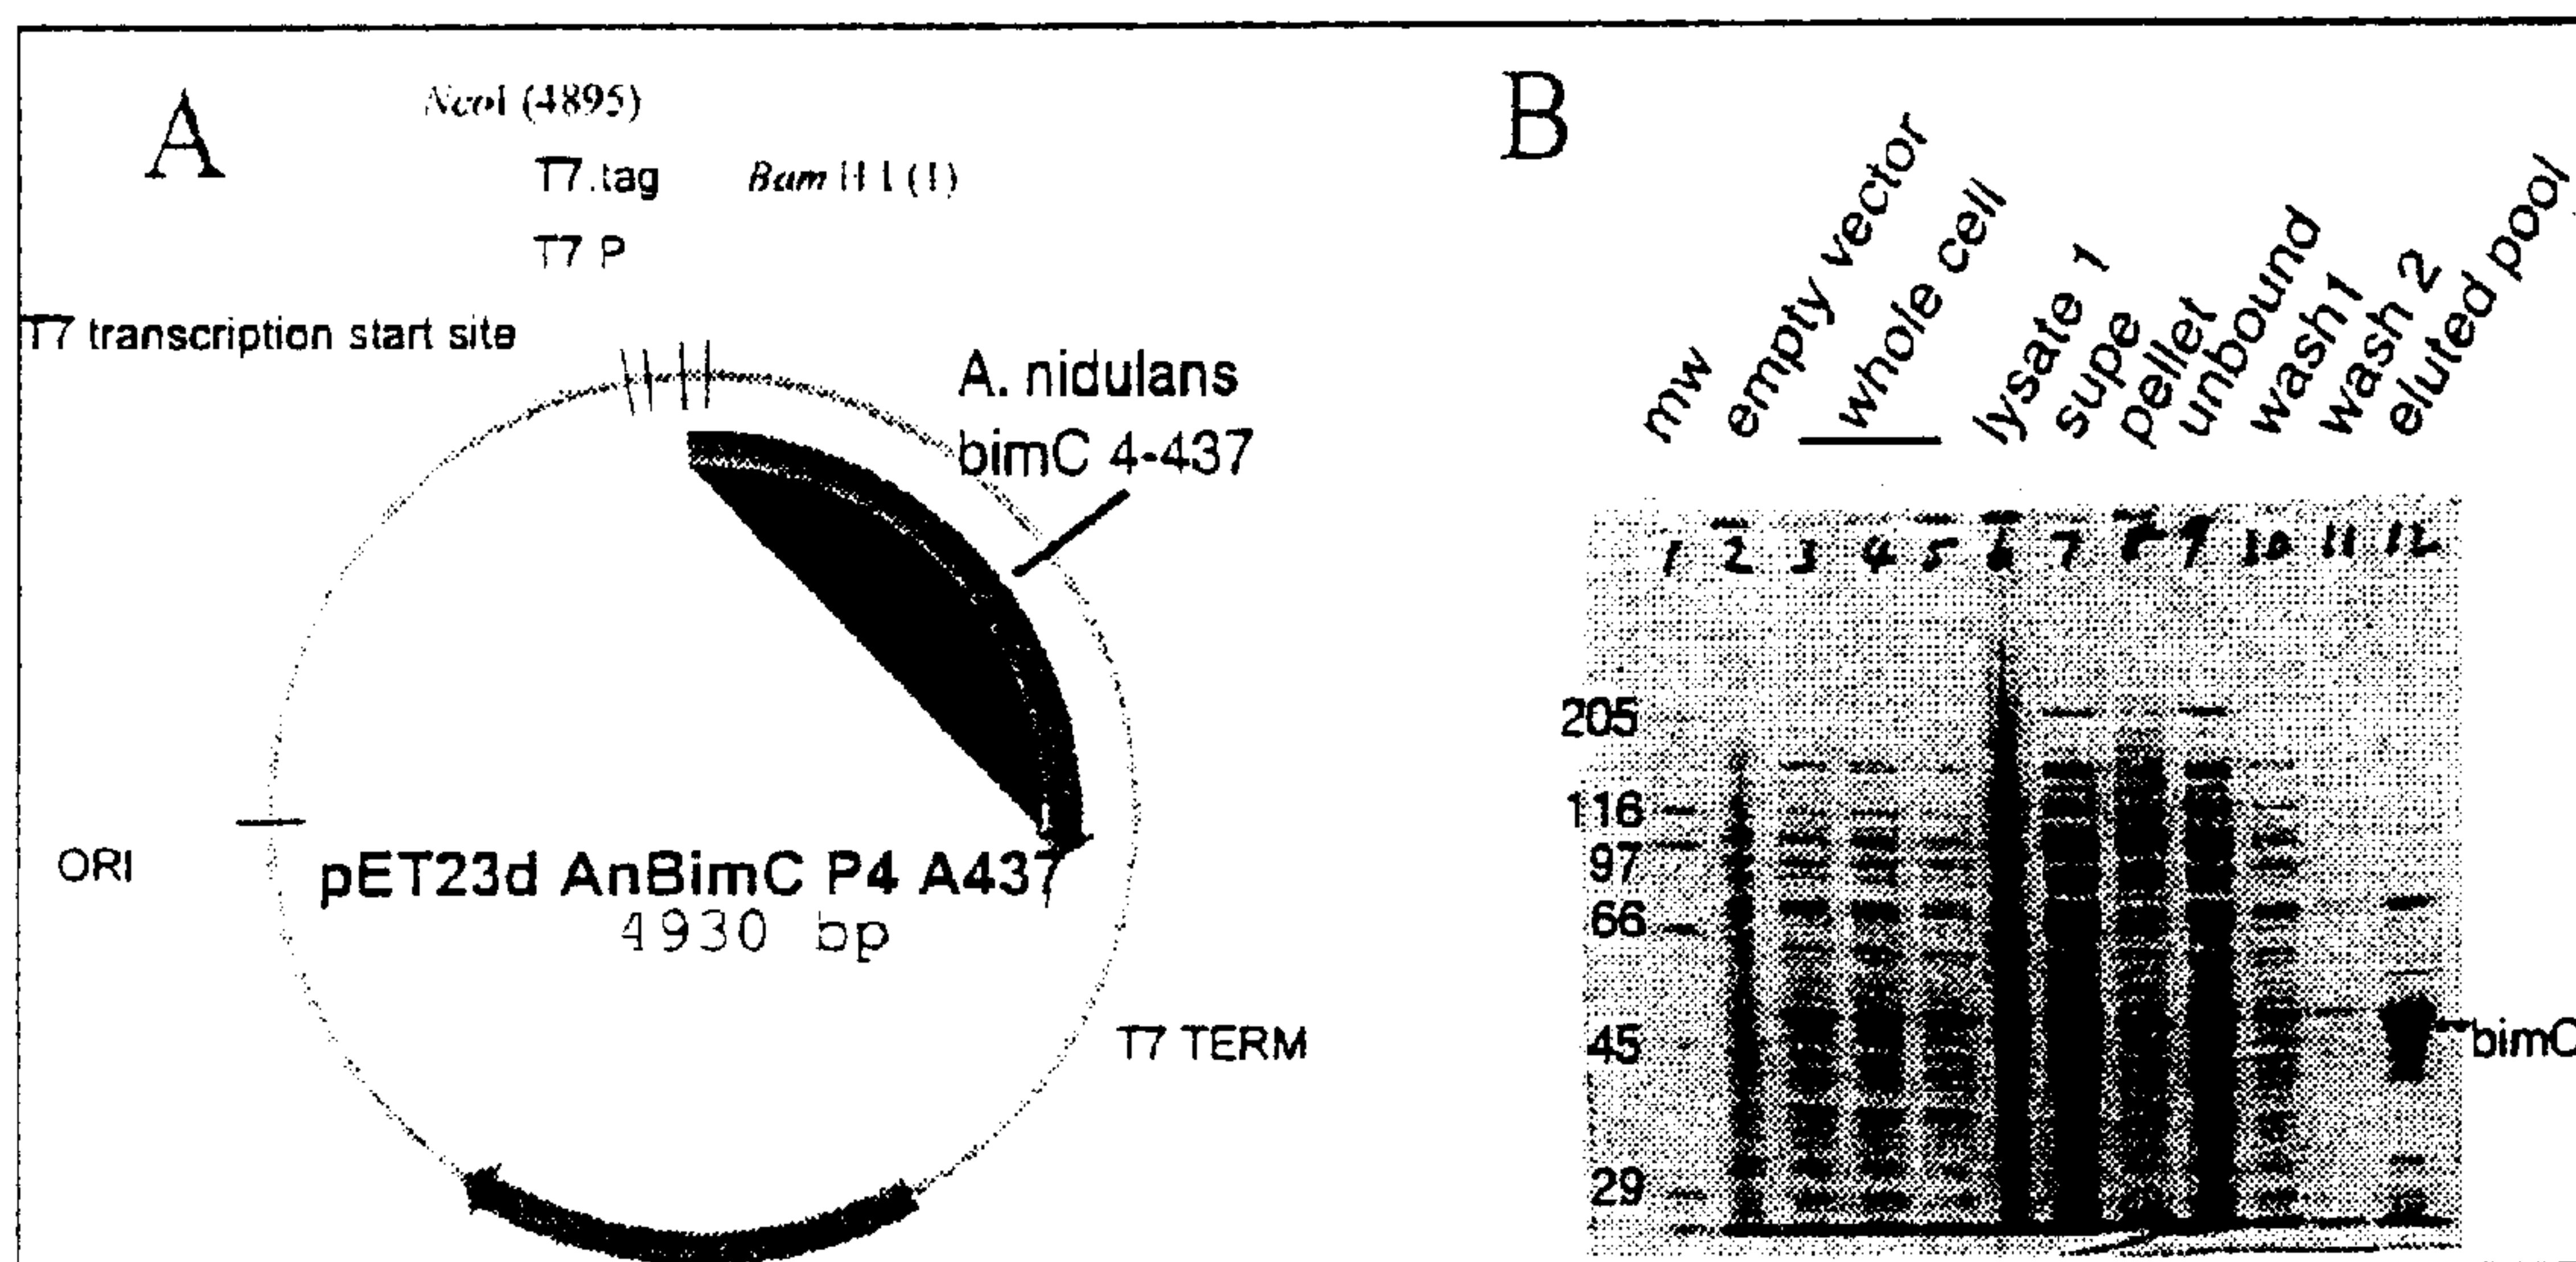 A
NcoI (4895)
T7.tag
BamH I (1)
T7 P
T7 transcription start site
A. nidulans
bimC 4-437
ORI
pET23d AnBimC P4 A437
4930 bp
T7 TERM
B
mw
empty vector
whole cell
lysate 1
supe
pellet
unbound
wash1
wash 2
eluted pool
1 2 3 4 5 6 7 8 9 10 11 12
205
116
97
66
45
bimC
29